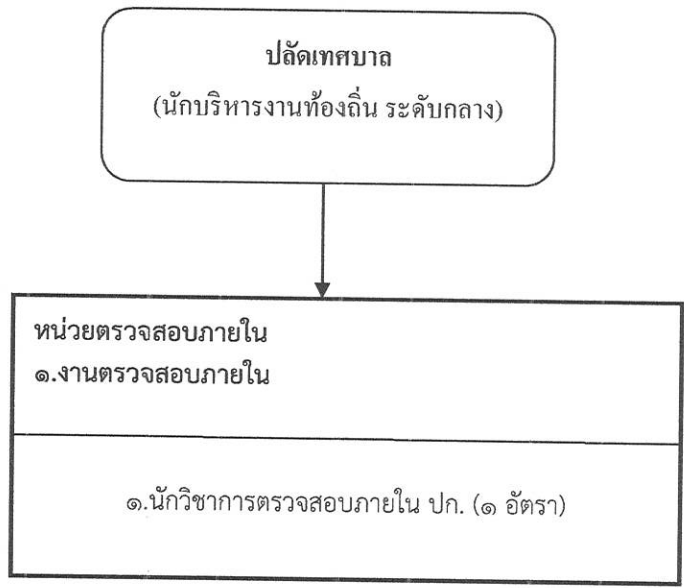 ปลัดเทศบาล
(นักบริหารงานท้องถิ่น ระดับกลาง)
หน่วยตรวจสอบภายใน
๑.งานตรวจสอบภายใน
๑.นักวิชาการตรวจสอบภายใน ปก. (๑ อัตรา)